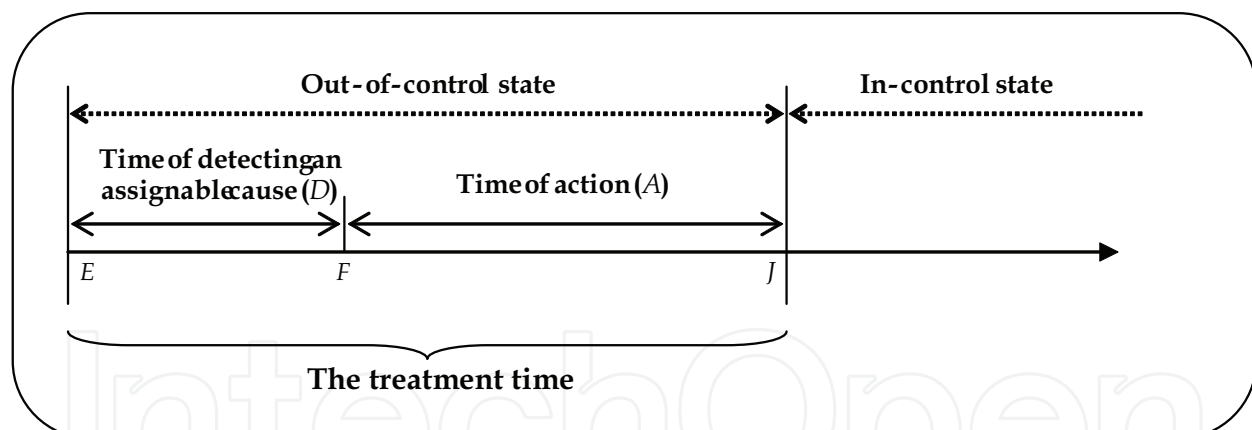 Out-of-control state
In-control state
Time of detecting an
assignable cause (D)
Time of action (A)
E
F
J
The treatment time
IntechOpen